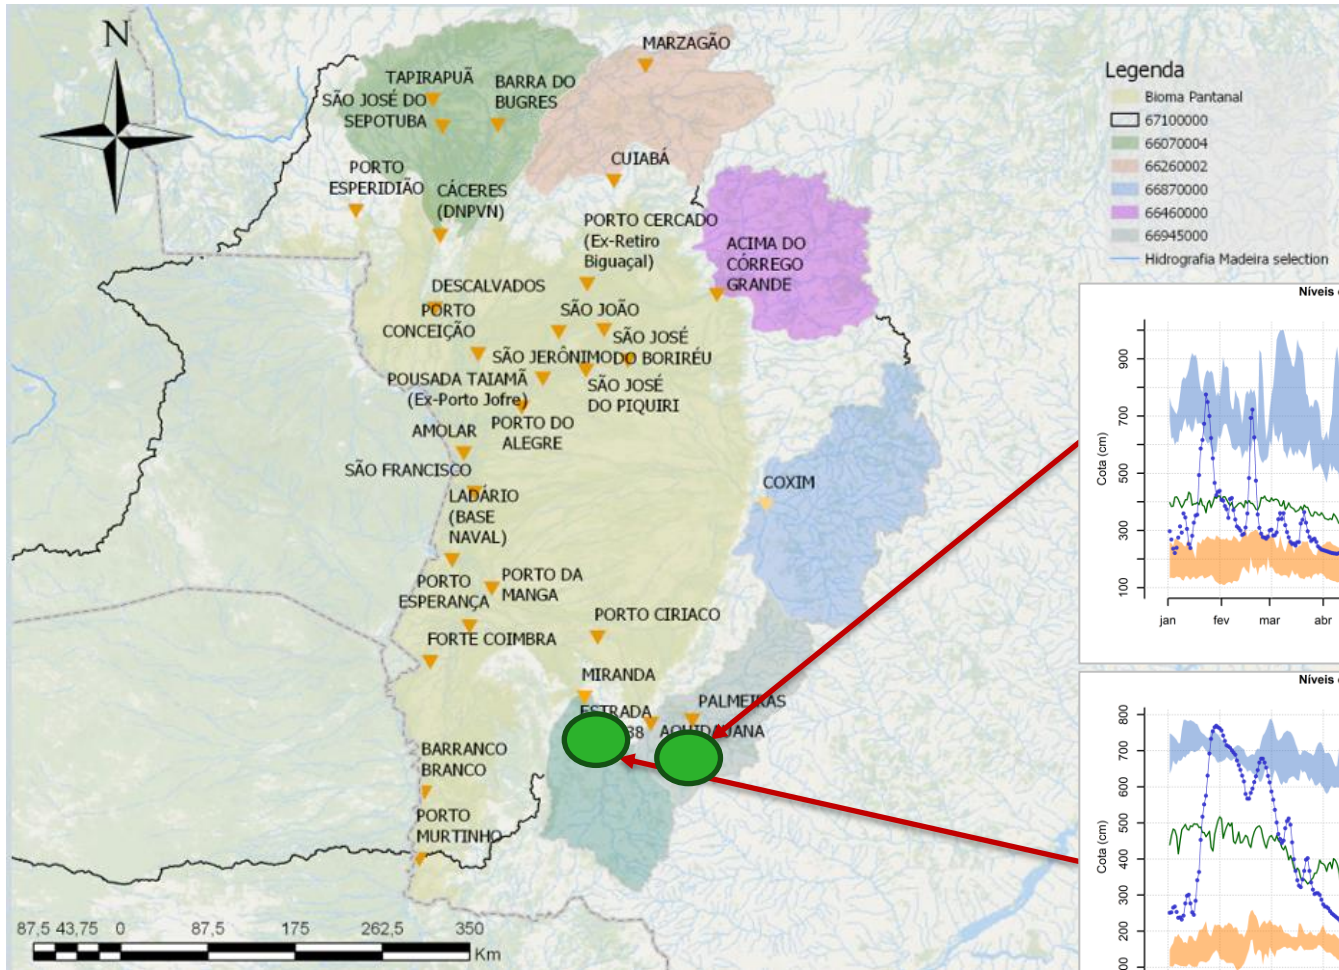 N
MARZAGÃO
TAPIRAPUÃ
BARRA DO
BUGRES
SÃO JOSÉ DO
SEPOTUBA
PORTO
ESPERIDIÃO
CUIABÁ
CÁCERES
(DNPVN)
PORTO CERCADO
(Ex-Retiro
Biguaçal)
ACIMA DO
CÓRREGO
GRANDE
DESCALVADOS
PORTO
CONCEIÇÃO
SÃO JOÃO
SÃO JOSÉ
DO BORIRÉU
SÃO JERÔNIMO
POUSADA TAIAMÃ
(Ex-Porto Jofre)
SÃO JOSÉ
DO PIQUIRI
PORTO DO
ALEGRE
AMOLAR
SÃO FRANCISCO
LADÁRIO
(BASE
NAVAL)
COXIM
PORTO
ESPERANÇA
PORTO DA
MANGA
PORTO CIRIACO
FORTE COIMBRA
MIRANDA
ESTRADA
38
PALMEIRAS
AQUIDAUANA
BARRANCO
BRANCO
PORTO
MURTINHO
87,5 43,75 0 87,5 175 262,5 350
Km
Legenda
Bioma Pantanal
67100000
66070004
66260002
66870000
66460000
66945000
Hidrografia Madeira selection
Níveis
Cota (cm)
900
700
500
300
100
jan fev mar abr
Níveis
Cota (cm)
800
700
600
500
400
300
200